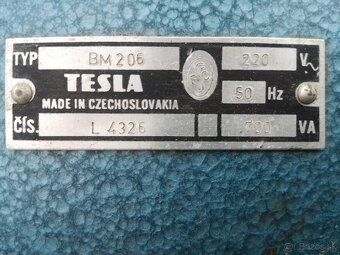 TYP BM 206 220 V~
TESLA 50 Hz
MADE IN CZECHOSLOVAKIA
ČÍS. L 4326 VA